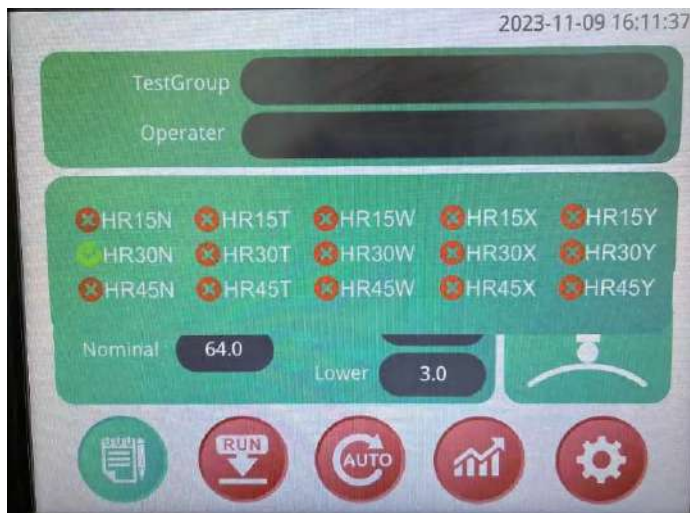 2023-11-09 16:11:37
TestGroup
Operater
HR15N HR15T HR15W HR15X HR15Y
HR30N HR30T HR30W HR30X HR30Y
HR45N HR45T HR45W HR45X HR45Y
Nominal 64.0
Lower 3.0
RUN
AUTO